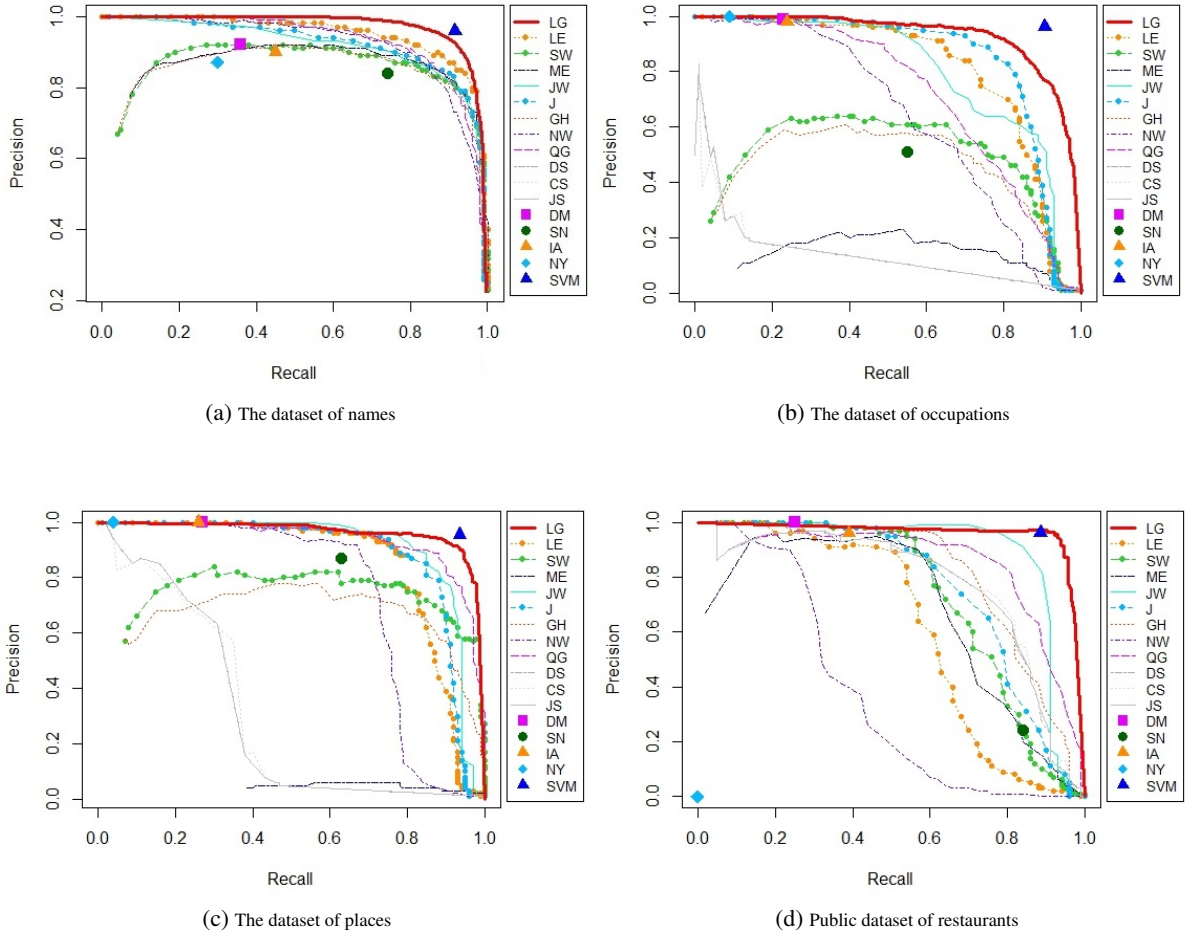 Precision
1.0
0.8
0.6
0.4
0.2
0.0
0.2
0.4
0.6
0.8
1.0
Recall
LG
LE
SW
ME
JW
J
GH
NW
QG
DS
CS
JS
DM
SN
IA
NY
SVM
(a) The dataset of names
Precision
1.0
0.8
0.6
0.4
0.2
0.0
0.0
0.2
0.4
0.6
0.8
1.0
Recall
LG
LE
SW
ME
JW
J
GH
NW
QG
DS
CS
JS
DM
SN
IA
NY
SVM
(b) The dataset of occupations
Precision
1.0
0.8
0.6
0.4
0.2
0.0
0.0
0.2
0.4
0.6
0.8
1.0
Recall
LG
LE
SW
ME
JW
J
GH
NW
QG
DS
CS
JS
DM
SN
IA
NY
SVM
(c) The dataset of places
Precision
1.0
0.8
0.6
0.4
0.2
0.0
0.0
0.2
0.4
0.6
0.8
1.0
Recall
LG
LE
SW
ME
JW
J
GH
NW
QG
DS
CS
JS
DM
SN
IA
NY
SVM
(d) Public dataset of restaurants